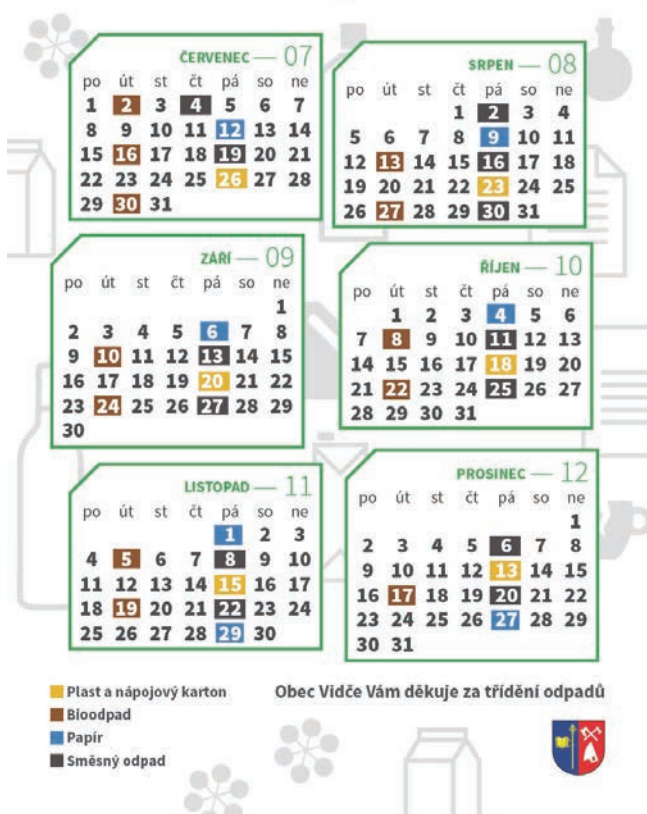 ČERVENEC — 07
po út st čt pá so ne
1 2 3 4 5 6 7
8 9 10 11 12 13 14
15 16 17 18 19 20 21
22 23 24 25 26 27 28
29 30 31
SRPEN — 08
po út st čt pá so ne
1 2 3 4
5 6 7 8 9 10 11
12 13 14 15 16 17 18
19 20 21 22 23 24 25
26 27 28 29 30 31
ZÁŘÍ — 09
po út st čt pá so ne
1
2 3 4 5 6 7 8
9 10 11 12 13 14 15
16 17 18 19 20 21 22
23 24 25 26 27 28 29
30
ŘÍJEN — 10
po út st čt pá so ne
1 2 3 4 5 6
7 8 9 10 11 12 13
14 15 16 17 18 19 20
21 22 23 24 25 26 27
28 29 30 31
LISTOPAD — 11
po út st čt pá so ne
1 2 3
4 5 6 7 8 9 10
11 12 13 14 15 16 17
18 19 20 21 22 23 24
25 26 27 28 29 30
PROSINEC — 12
po út st čt pá so ne
1
2 3 4 5 6 7 8
9 10 11 12 13 14 15
16 17 18 19 20 21 22
23 24 25 26 27 28 29
30 31
Plast a nápojový karton
Bioodpad
Papír
Směsný odpad
Obec Vidče Vám děkuje za třídění odpadů